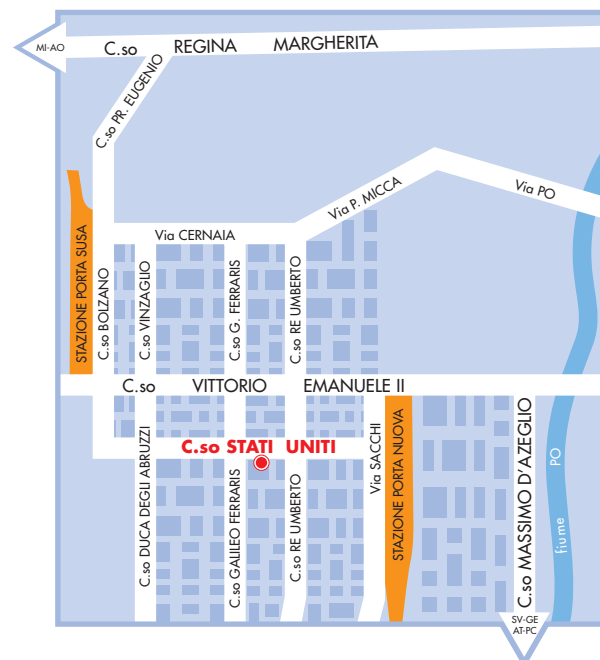 MI-AO
C.so REGINA MARGHERITA
C.so PR. EUGENIO
Via P. MICCA
Via PO
Via CERNAIA
STAZIONE PORTA SUSA
C.so BOLZANO
C.so VINZAGLIO
C.so G. FERRARIS
C.so RE UMBERTO
C.so VITTORIO EMANUELE II
C.so STATI UNITI
C.so DUCA DEGLI ABRUZZI
C.so GALILEO FERRARIS
C.so RE UMBERTO
Via SACCHI
STAZIONE PORTA NUOVA
C.so MASSIMO D'AZEGLIO
fiume PO
SV-GE
AT-PC